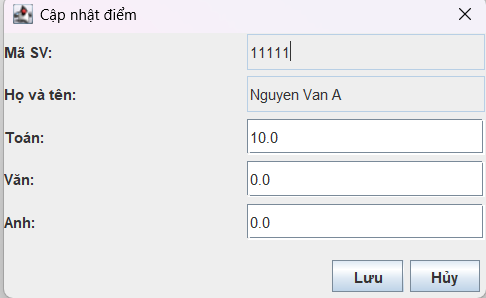 Cập nhật điểm
Mã SV: 11111
Họ và tên: Nguyen Van A
Toán: 10.0
Văn: 0.0
Anh: 0.0
Lưu Hủy